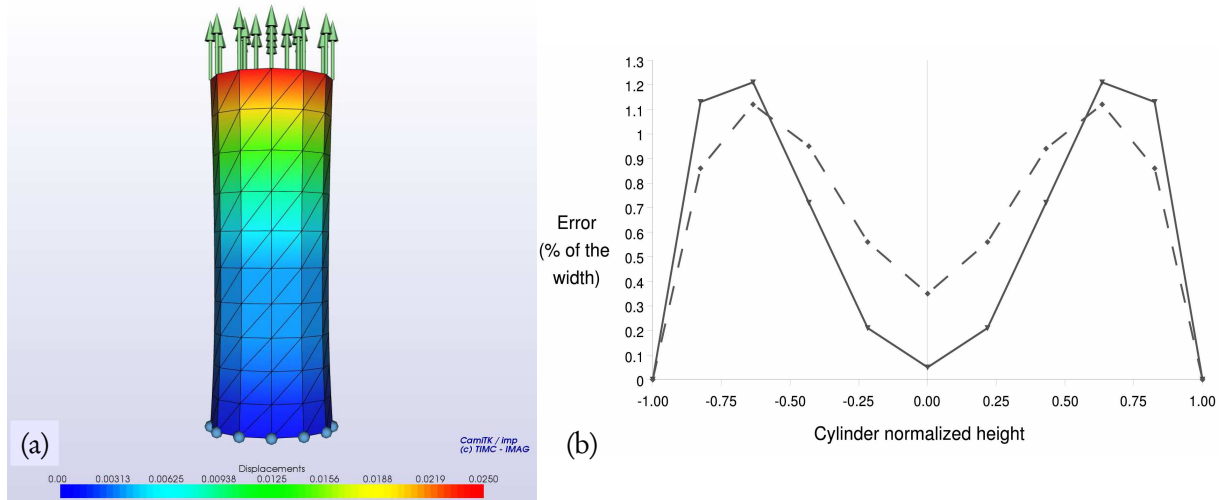 (a)
CamiTK / imp
(c) TIMC - IMAG
Displacements
0.00 0.00313 0.00625 0.00938 0.0125 0.0156 0.0188 0.0219 0.0250
Error
(% of the
width)
1.3
1.2
1.1
1
0.9
0.8
0.7
0.6
0.5
0.4
0.3
0.2
0.1
0
-1.00 -0.75 -0.50 -0.25 0.00 0.25 0.50 0.75 1.00
Cylinder normalized height
(b)